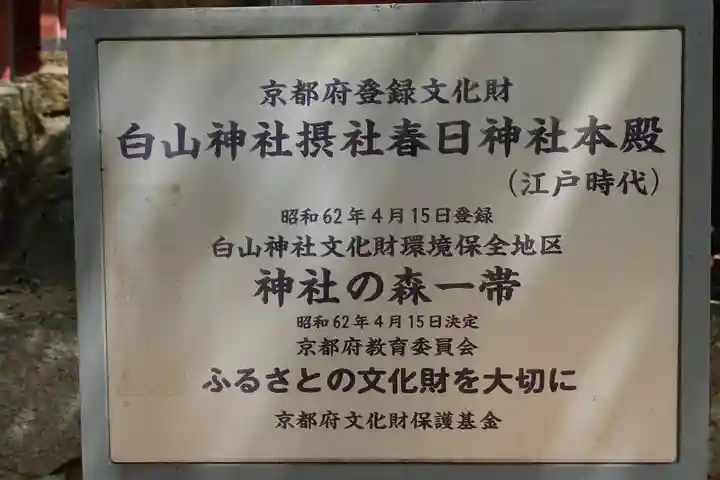 京都府登録文化財
白山神社摂社春日神社本殿
(江戸時代)
昭和62年4月15日登録
白山神社文化財環境保全地区
神社の森一帯
昭和62年4月15日決定
京都府教育委員会
ふるさとの文化財を大切に
京都府文化財保護基金